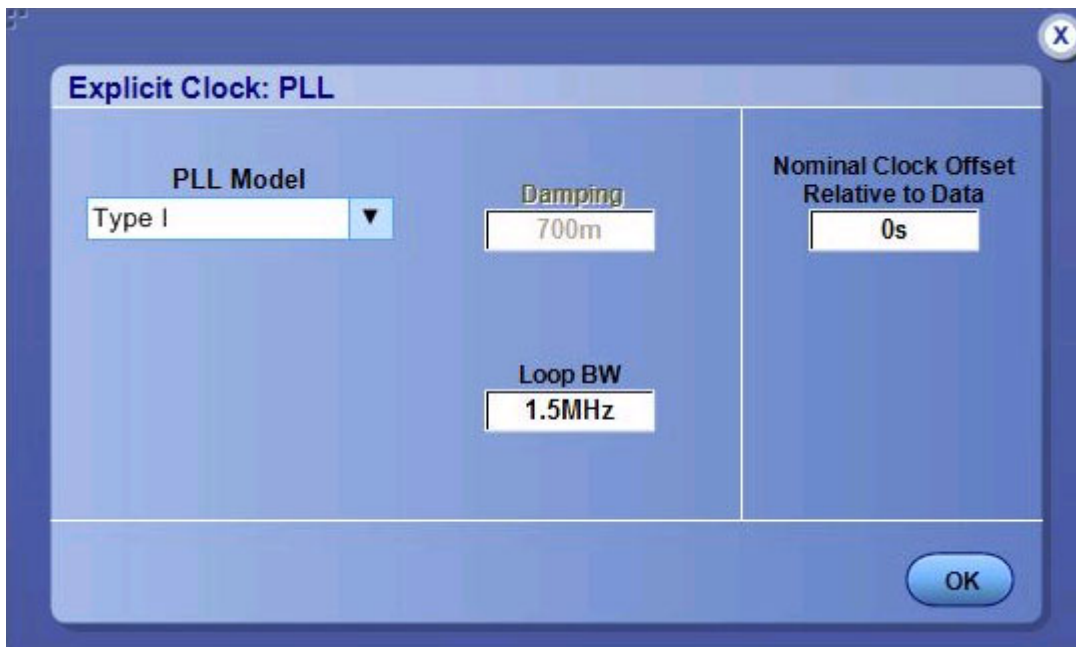 X
Explicit Clock: PLL
PLL Model
Type I
Damping
700m
Loop BW
1.5MHz
Nominal Clock Offset
Relative to Data
0s
OK